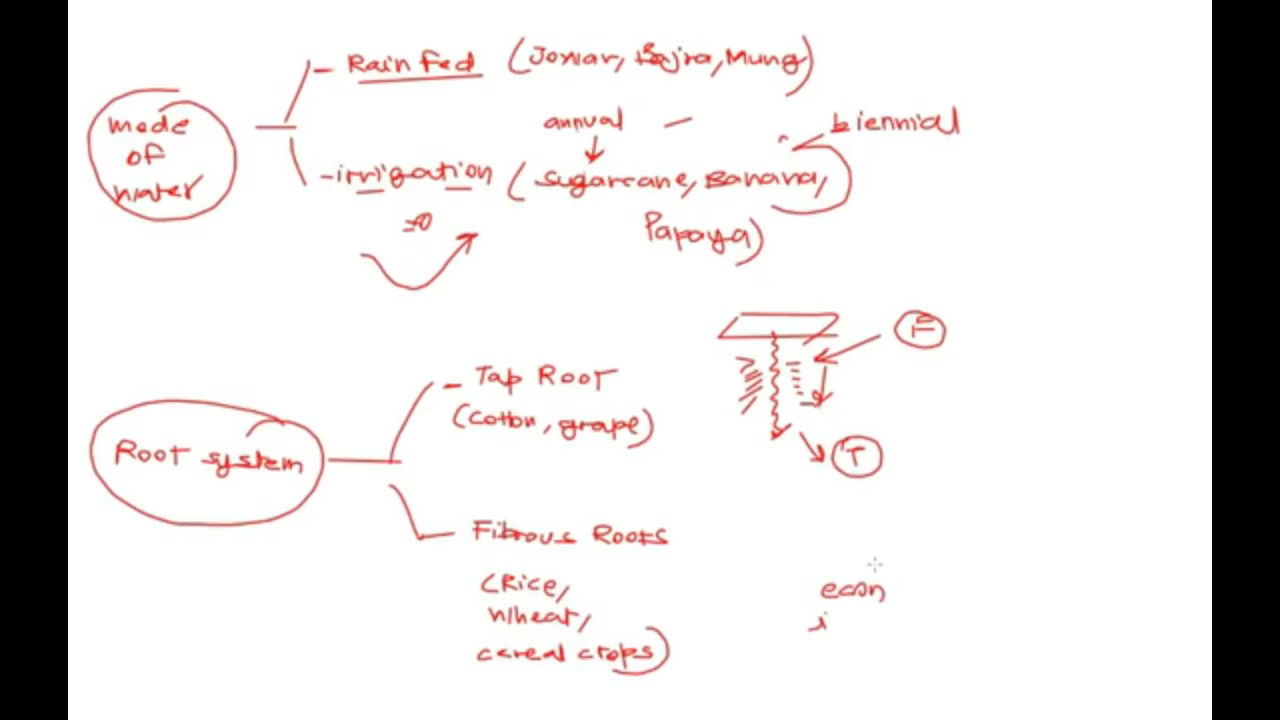 Rain fed (Jowar, Bajra, Mung)
mode
of
water
annual
biennial
- irrigation (Sugarcane, Banana,
Papaya)
F
- Tap Root
(cotton, grape)
Root system
T
- Fibrous Roots
(Rice,
Wheat,
cereal crops)
econ
i